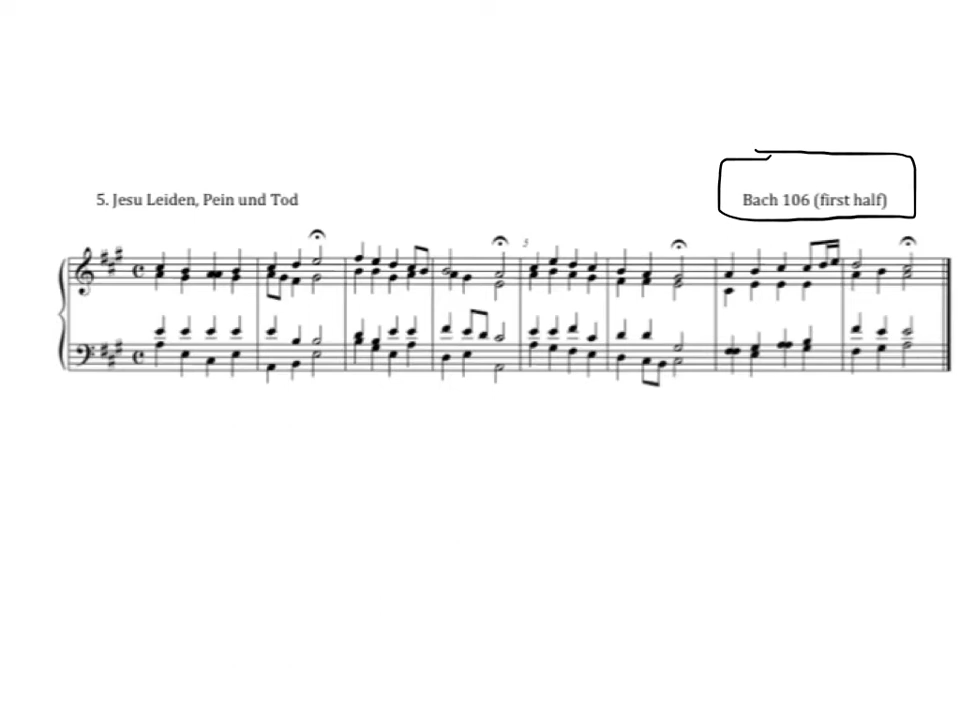 5. Jesu Leiden, Pein und Tod
Bach 106 (first half)
5